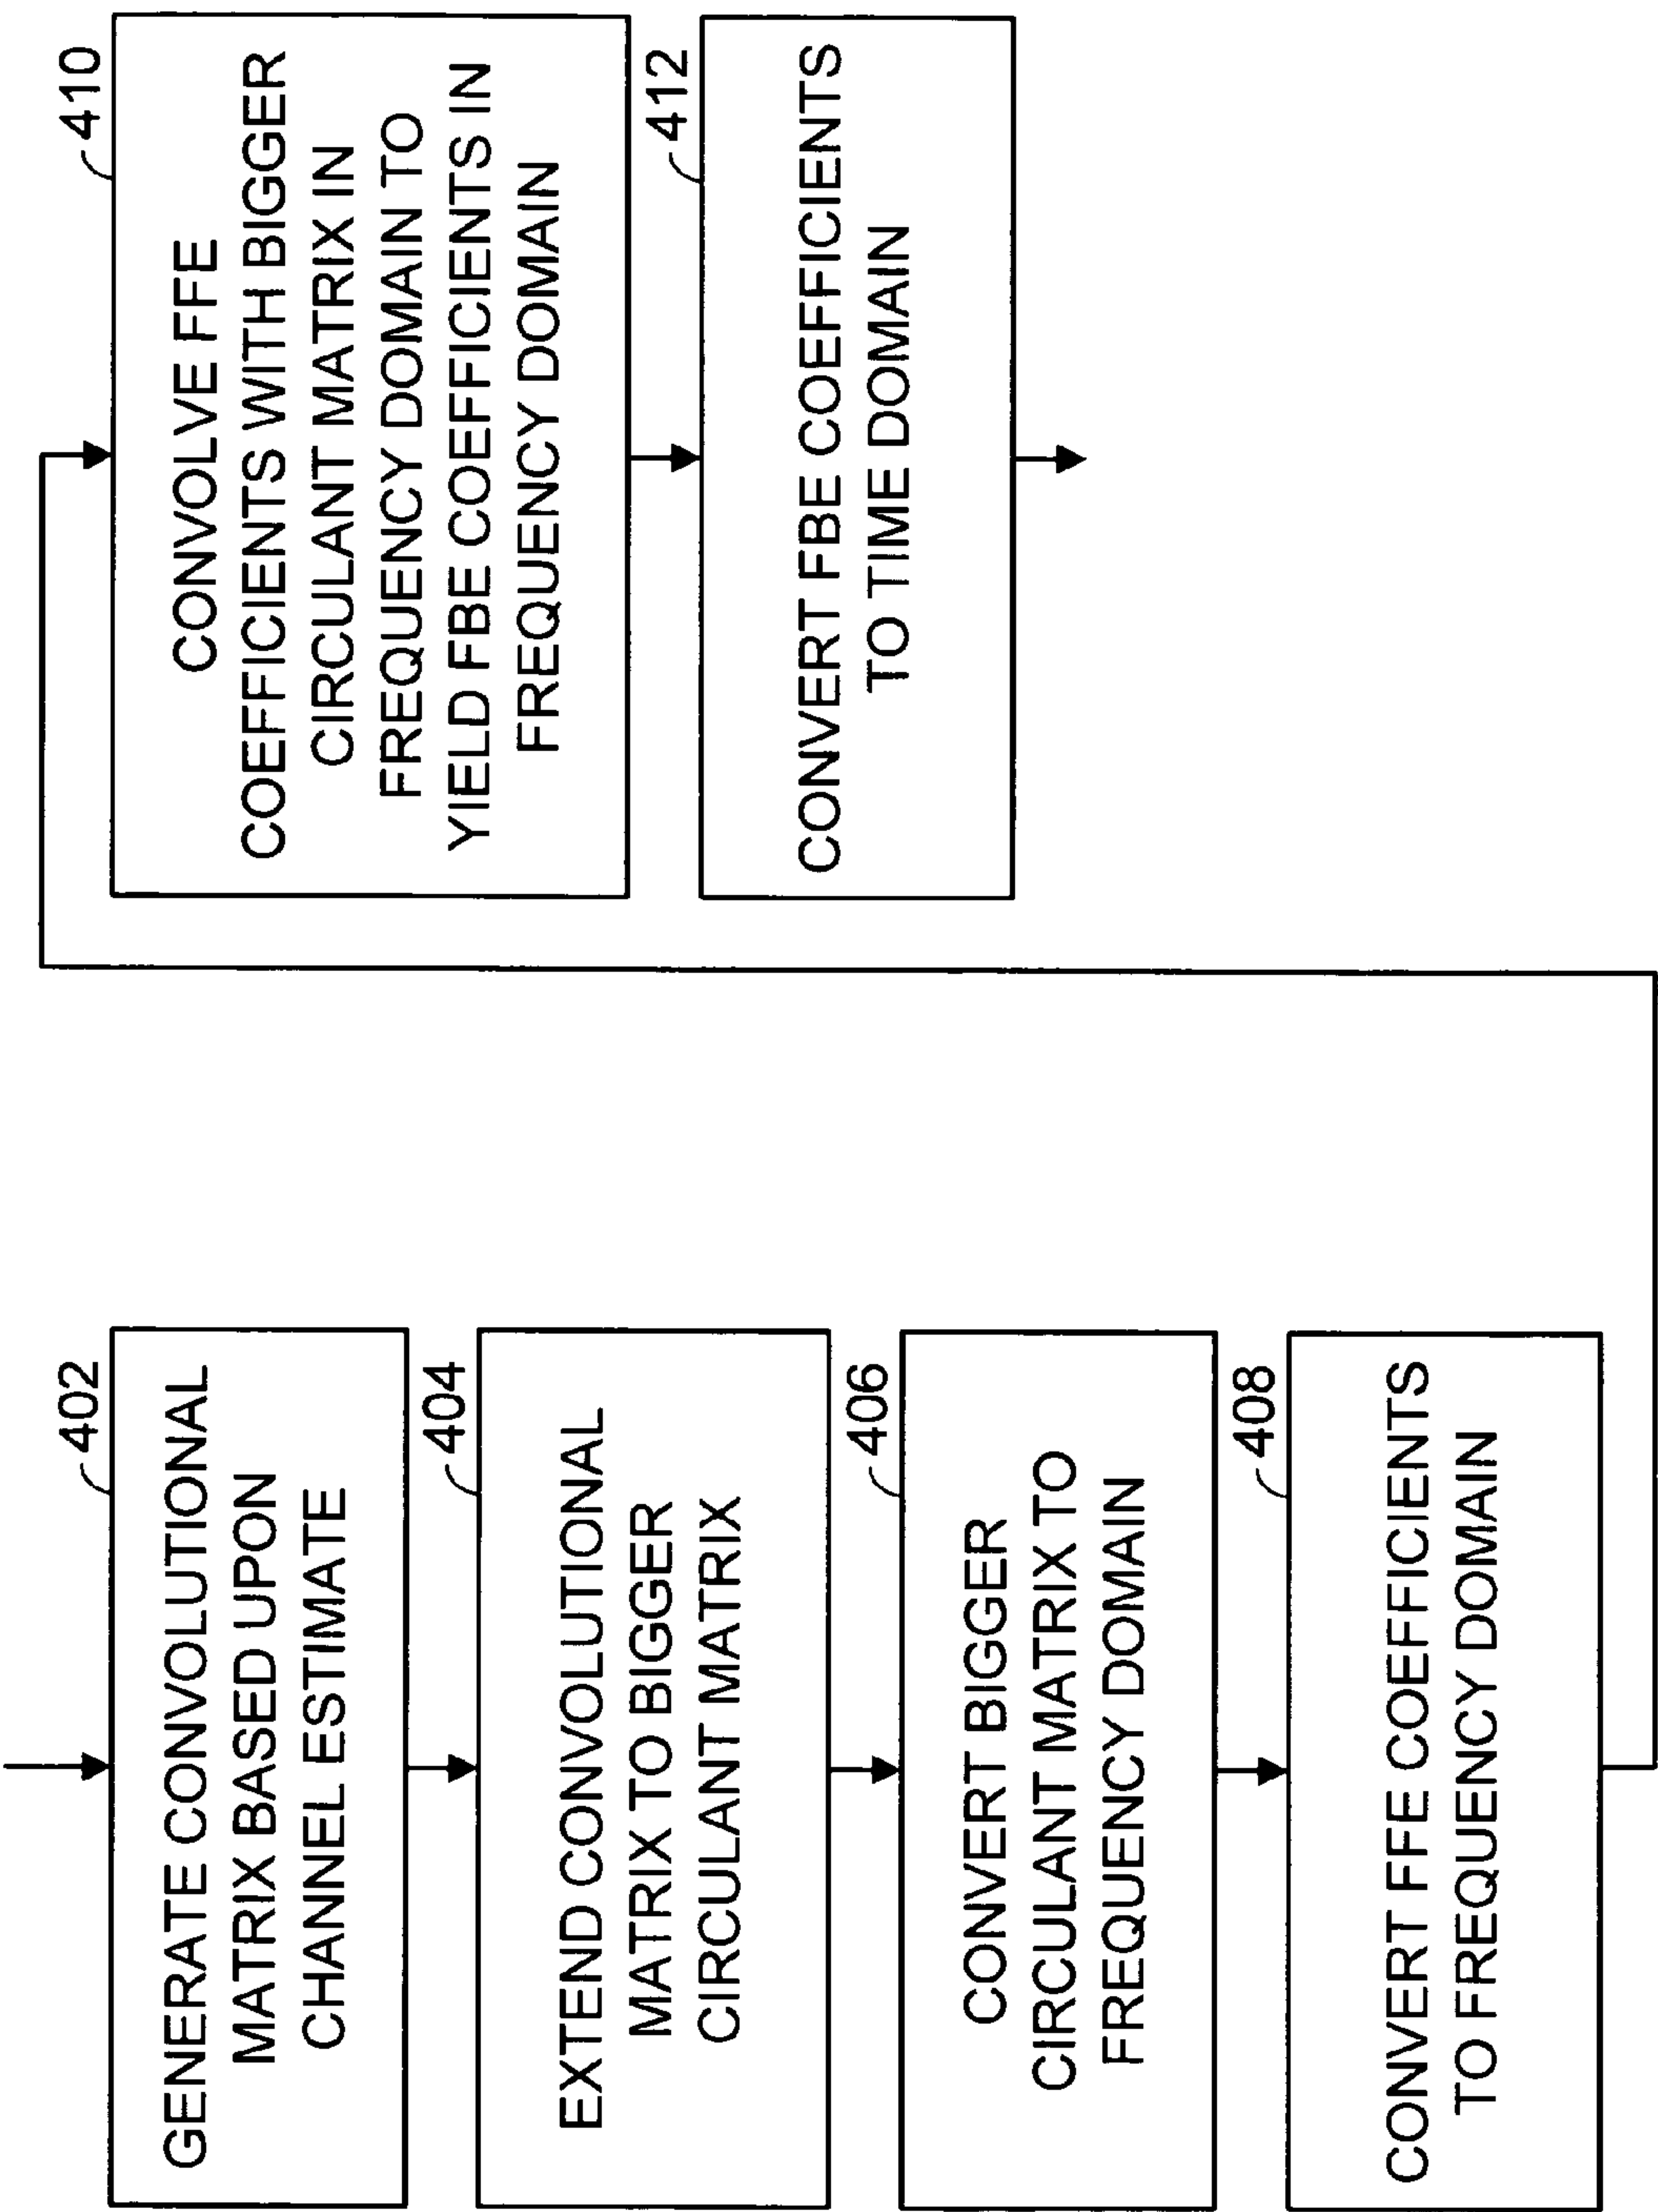 402
GENERATE CONVOLUTIONAL
MATRIX BASED UPON
CHANNEL ESTIMATE
404
EXTEND CONVOLUTIONAL
MATRIX TO BIGGER
CIRCULANT MATRIX
406
CONVERT BIGGER
CIRCULANT MATRIX TO
FREQUENCY DOMAIN
408
CONVERT FFE COEFFICIENTS
TO FREQUENCY DOMAIN
410
CONVOLVE FFE
COEFFICIENTS WITH BIGGER
CIRCULANT MATRIX IN
FREQUENCY DOMAIN TO
YIELD FBE COEFFICIENTS IN
FREQUENCY DOMAIN
412
CONVERT FBE COEFFICIENTS
TO TIME DOMAIN